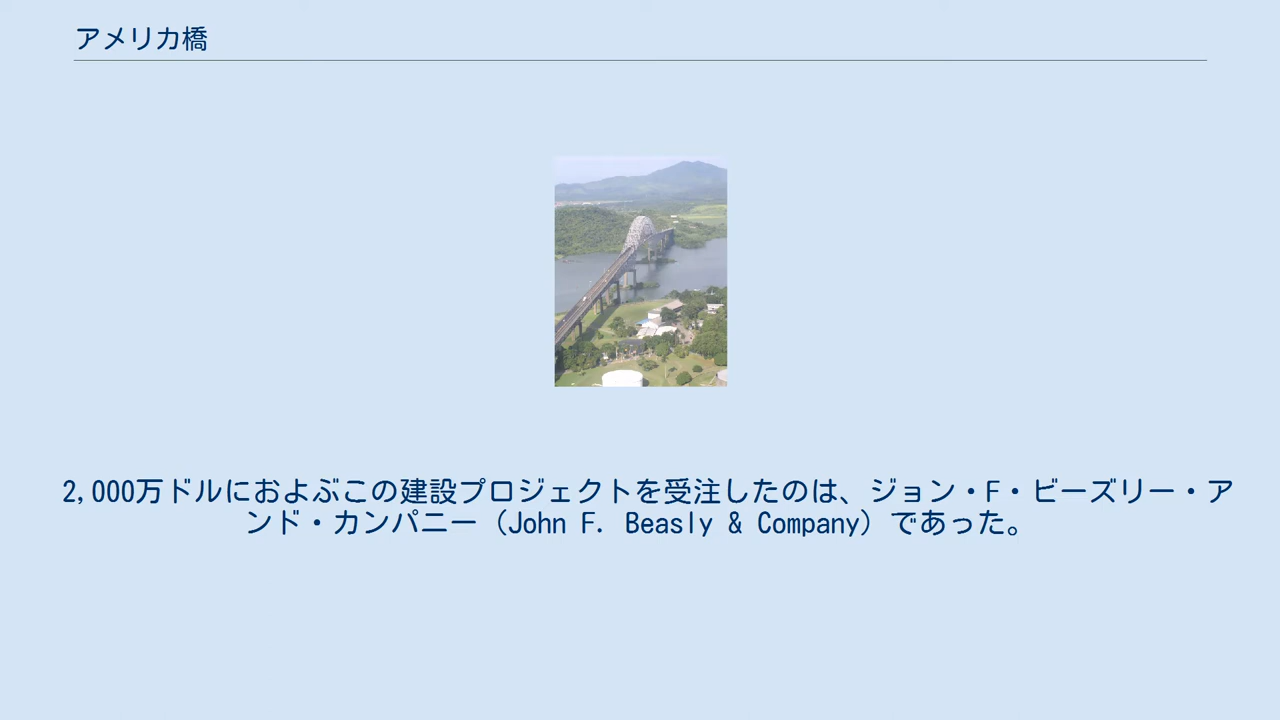 アメリカ橋
2,000万ドルにおよぶこの建設プロジェクトを受注したのは、ジョン・F・ビーズリー・ア
ンド・カンパニー（John F. Beasly & Company）であった。